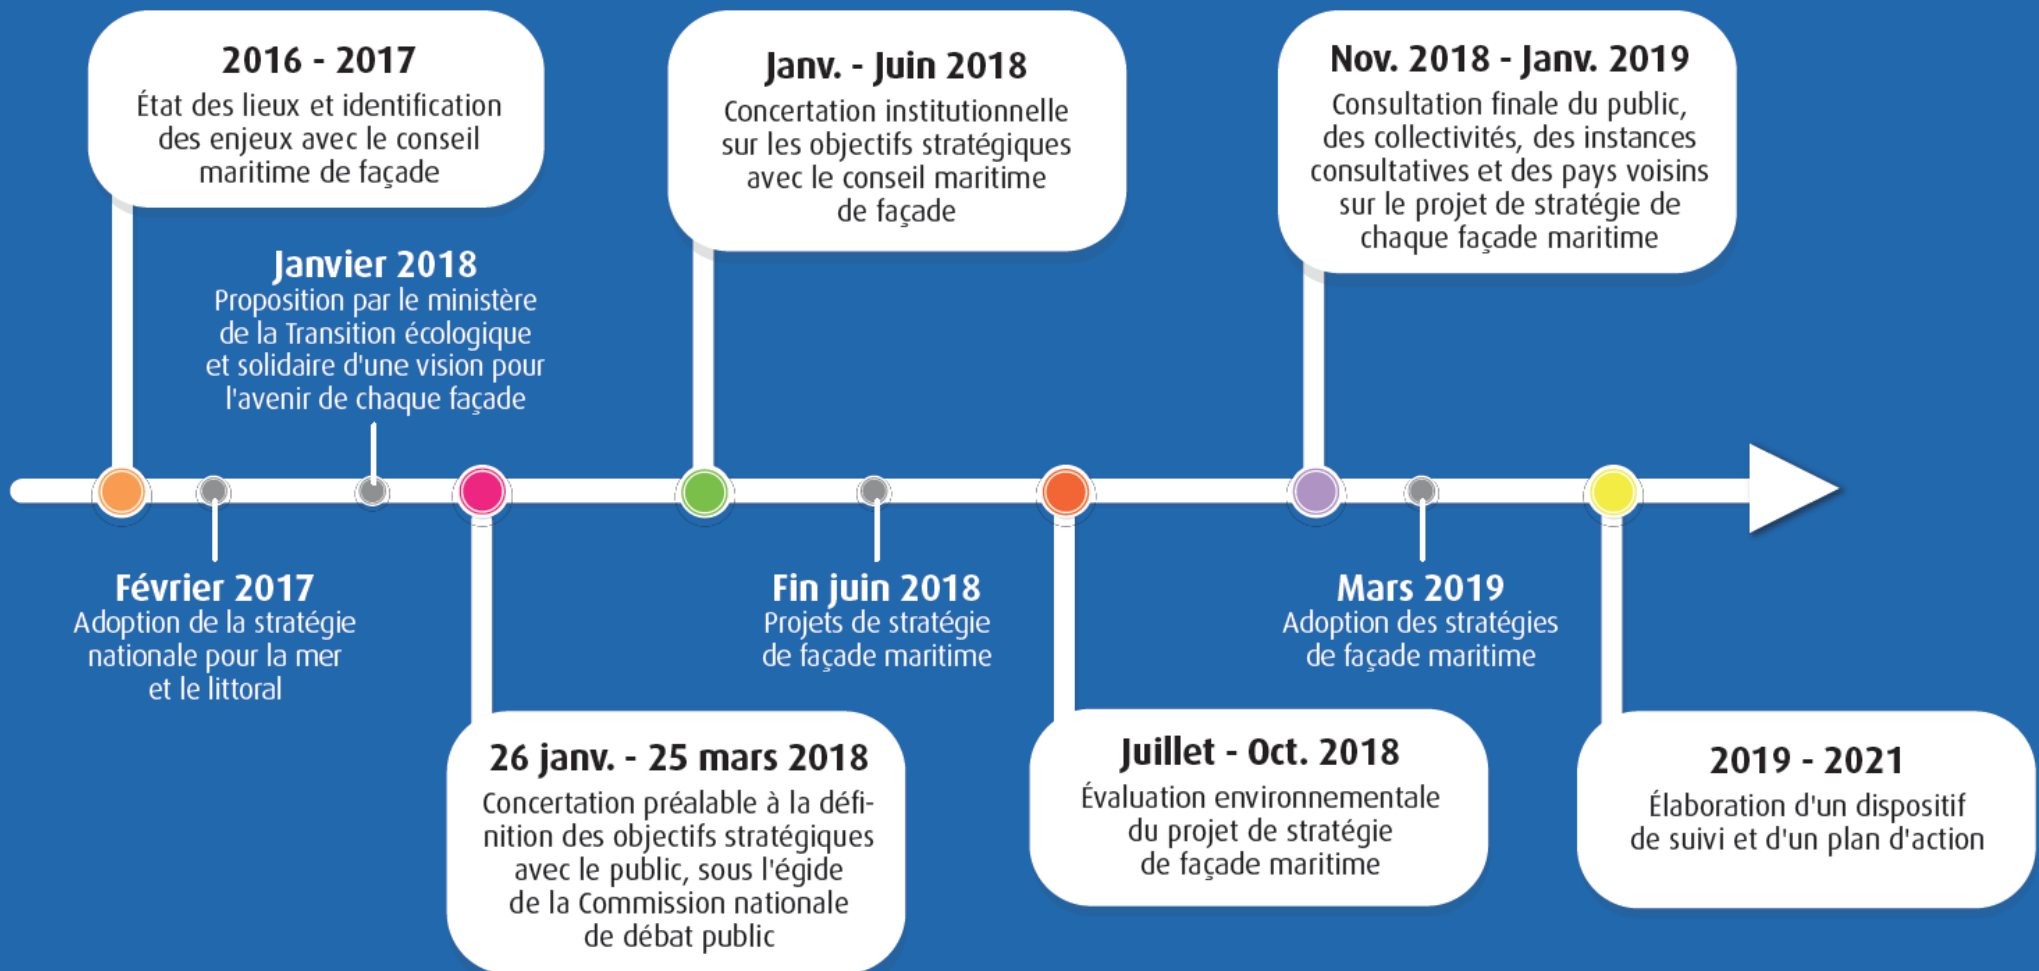 2016 - 2017
État des lieux et identification
des enjeux avec le conseil
maritime de façade
Février 2017
Adoption de la stratégie
nationale pour la mer
et le littoral
Janvier 2018
Proposition par le ministère
de la Transition écologique
et solidaire d'une vision pour
l'avenir de chaque façade
26 janv. - 25 mars 2018
Concertation préalable à la défi-
nition des objectifs stratégiques
avec le public, sous l'égide
de la Commission nationale
de débat public
Janv. - Juin 2018
Concertation institutionnelle
sur les objectifs stratégiques
avec le conseil maritime
de façade
Fin juin 2018
Projets de stratégie
de façade maritime
Juillet - Oct. 2018
Évaluation environnementale
du projet de stratégie
de façade maritime
Nov. 2018 - Janv. 2019
Consultation finale du public,
des collectivités, des instances
consultatives et des pays voisins
sur le projet de stratégie de
chaque façade maritime
Mars 2019
Adoption des stratégies
de façade maritime
2019 - 2021
Élaboration d'un dispositif
de suivi et d'un plan d'action